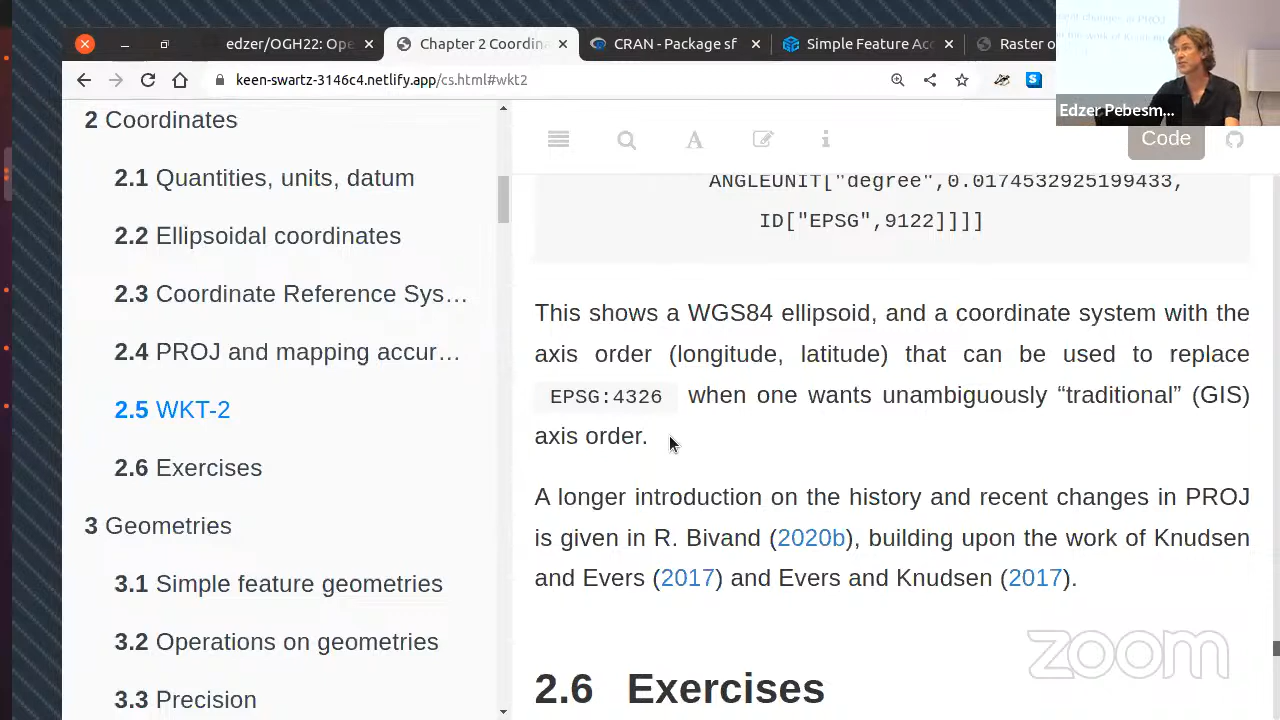 edzer/OGH22: Ope
Chapter 2 Coordina
CRAN - Package sf
Simple Feature Acc
Raster o
keen-swartz-3146c4.netlify.app/cs.html#wkt2
S
Edzer Pebesm...
Code
2 Coordinates
2.1 Quantities, units, datum
2.2 Ellipsoidal coordinates
2.3 Coordinate Reference Sys…
2.4 PROJ and mapping accur…
2.5 WKT-2
2.6 Exercises
3 Geometries
3.1 Simple feature geometries
3.2 Operations on geometries
3.3 Precision
ANGLEUNIT["degree",0.0174532925199433,
ID["EPSG",9122]]]]
This shows a WGS84 ellipsoid, and a coordinate system with the
axis order (longitude, latitude) that can be used to replace
EPSG:4326 when one wants unambiguously “traditional” (GIS)
axis order.
A longer introduction on the history and recent changes in PROJ
is given in R. Bivand (2020b), building upon the work of Knudsen
and Evers (2017) and Evers and Knudsen (2017).
2.6 Exercises
zoom